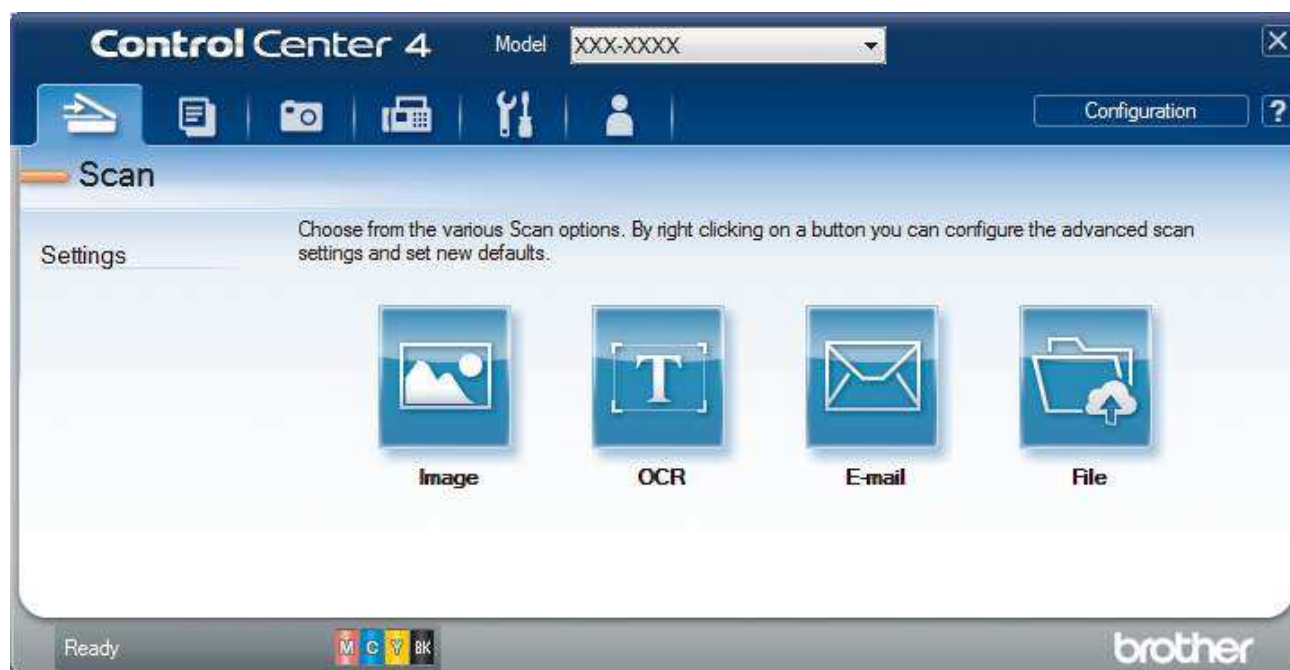 Control Center 4 Model XXX-XXXX X
Configuration ?
Scan
Settings
Choose from the various Scan options. By right clicking on a button you can configure the advanced scan
settings and set new defaults.
T
Image OCR E-mail File
Ready M C Y BK brother